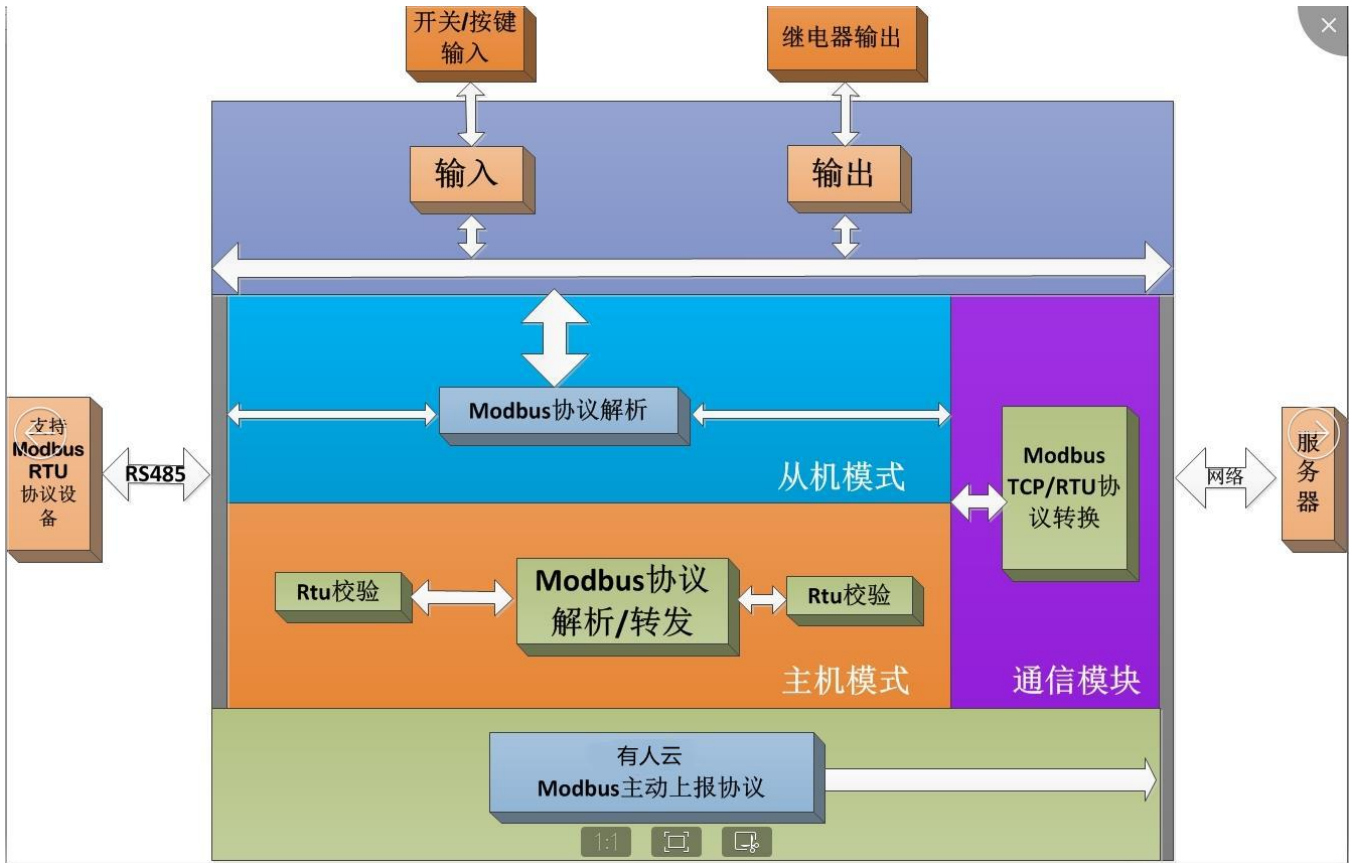 开关/按键
输入
继电器输出
输入
输出
Modbus协议解析
从机模式
支持
Modbus
RTU
协议设
备
RS485
Modbus
TCP/RTU协
议转换
网络
服
务
器
Rtu校验
Modbus协议
解析/转发
Rtu校验
主机模式
通信模块
有人云
Modbus主动上报协议
1:1